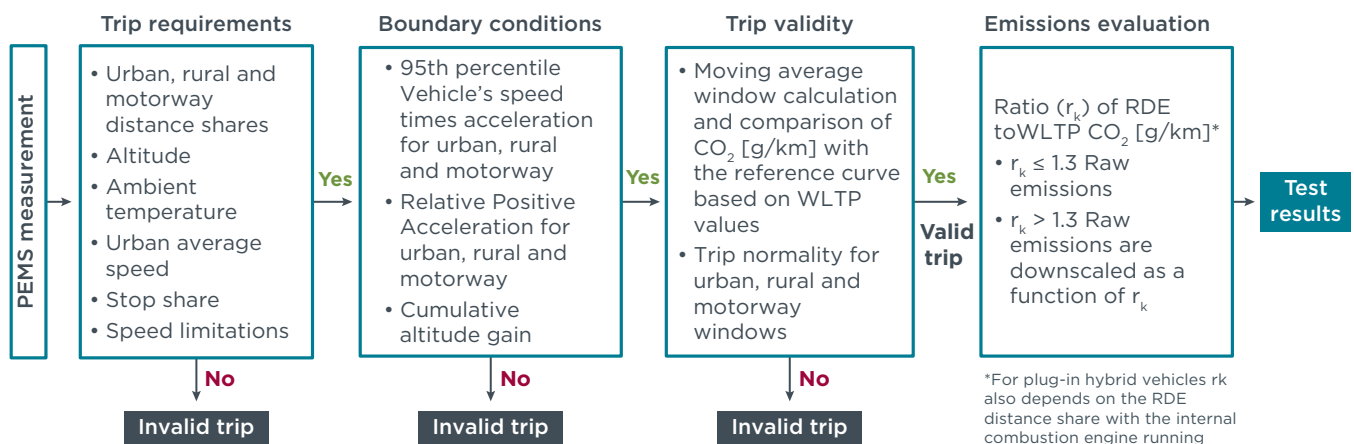 Trip requirements
Boundary conditions
Trip validity
Emissions evaluation
PEMS measurement
• Urban, rural and
motorway
distance shares
• Altitude
• Ambient
temperature
• Urban average
speed
• Stop share
• Speed limitations
Yes
• 95th percentile
Vehicle's speed
times acceleration
for urban, rural
and motorway
• Relative Positive
Acceleration for
urban, rural and
motorway
• Cumulative
altitude gain
Yes
• Moving average
window calculation
and comparison of
CO₂ [g/km] with
the reference curve
based on WLTP
values
• Trip normality for
urban, rural and
motorway
windows
Yes
Valid
trip
Ratio (rₖ) of RDE
toWLTP CO₂ [g/km]*
• rₖ ≤ 1.3 Raw
emissions
• rₖ > 1.3 Raw
emissions are
downscaled as a
function of rₖ
Test
results
No
No
No
Invalid trip
Invalid trip
Invalid trip
*For plug-in hybrid vehicles rk
also depends on the RDE
distance share with the internal
combustion engine running